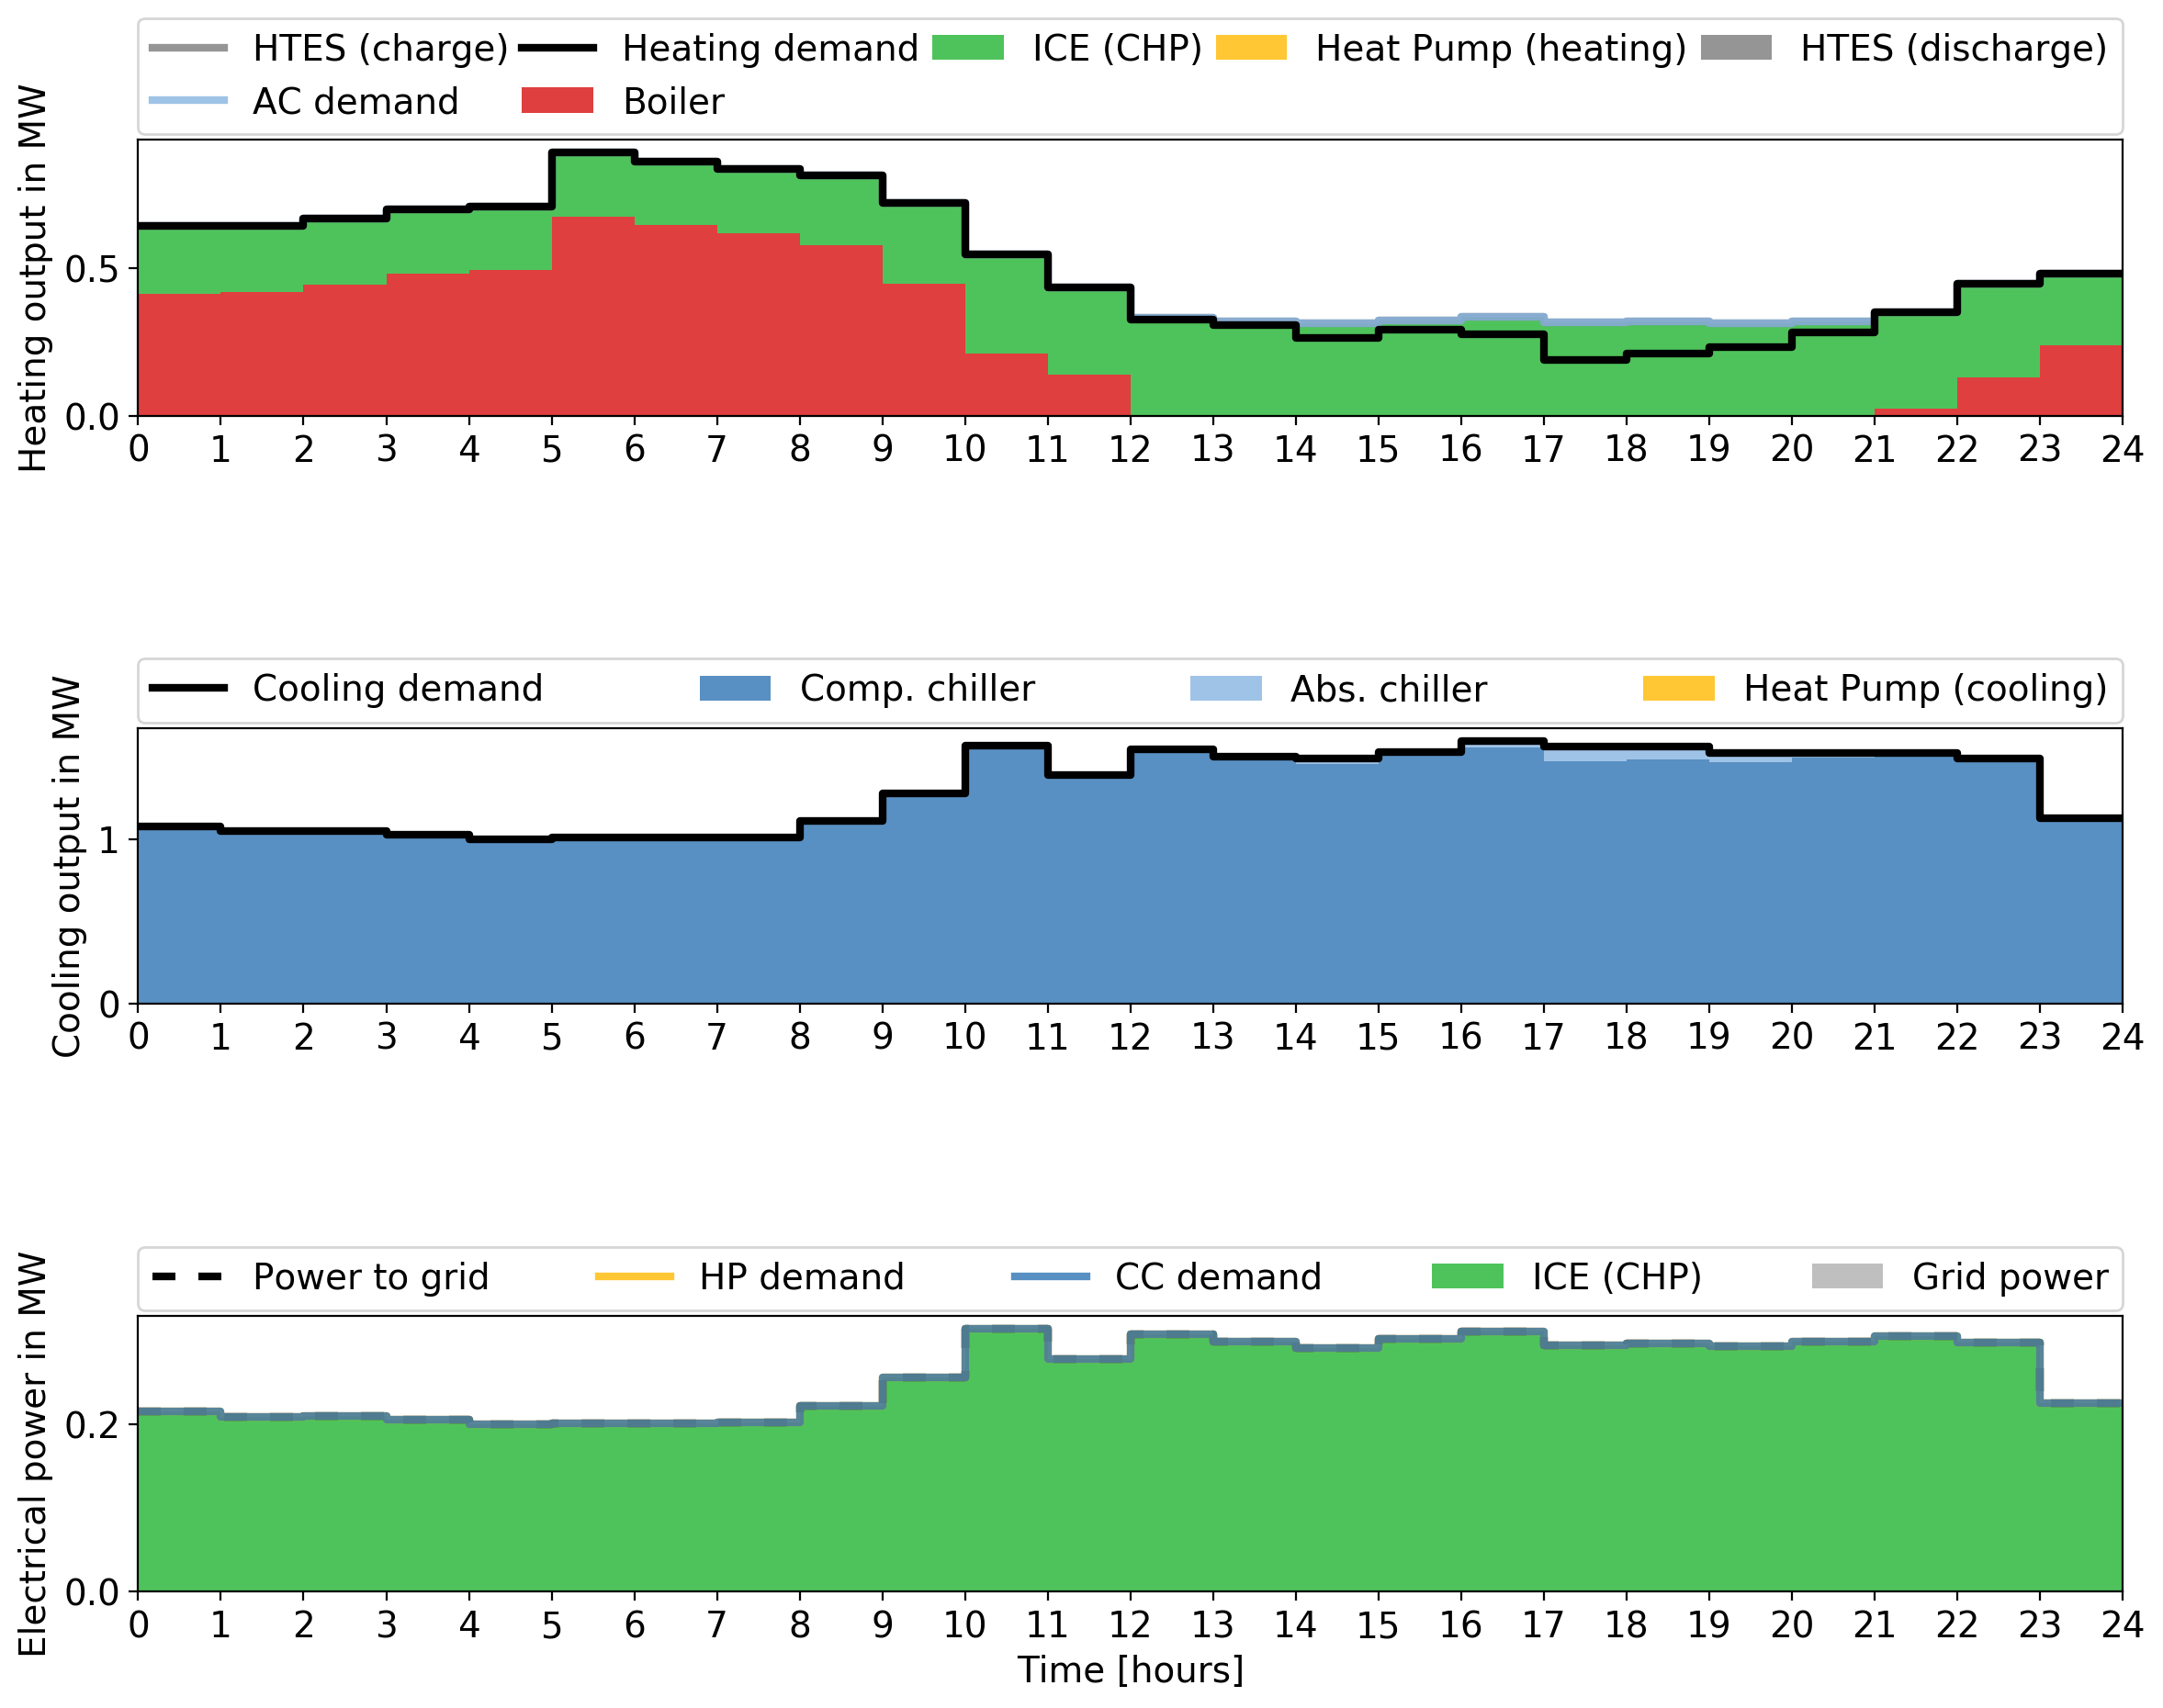 HTES (charge) Heating demand ICE (CHP) Heat Pump (heating) HTES (discharge)
AC demand Boiler
Heating output in MW
0.5
0.0
0 1 2 3 4 5 6 7 8 9 10 11 12 13 14 15 16 17 18 19 20 21 22 23 24
Cooling demand Comp. chiller Abs. chiller Heat Pump (cooling)
Cooling output in MW
1
0
0 1 2 3 4 5 6 7 8 9 10 11 12 13 14 15 16 17 18 19 20 21 22 23 24
Power to grid HP demand CC demand ICE (CHP) Grid power
Electrical power in MW
0.2
0.0
0 1 2 3 4 5 6 7 8 9 10 11 12 13 14 15 16 17 18 19 20 21 22 23 24
Time [hours]